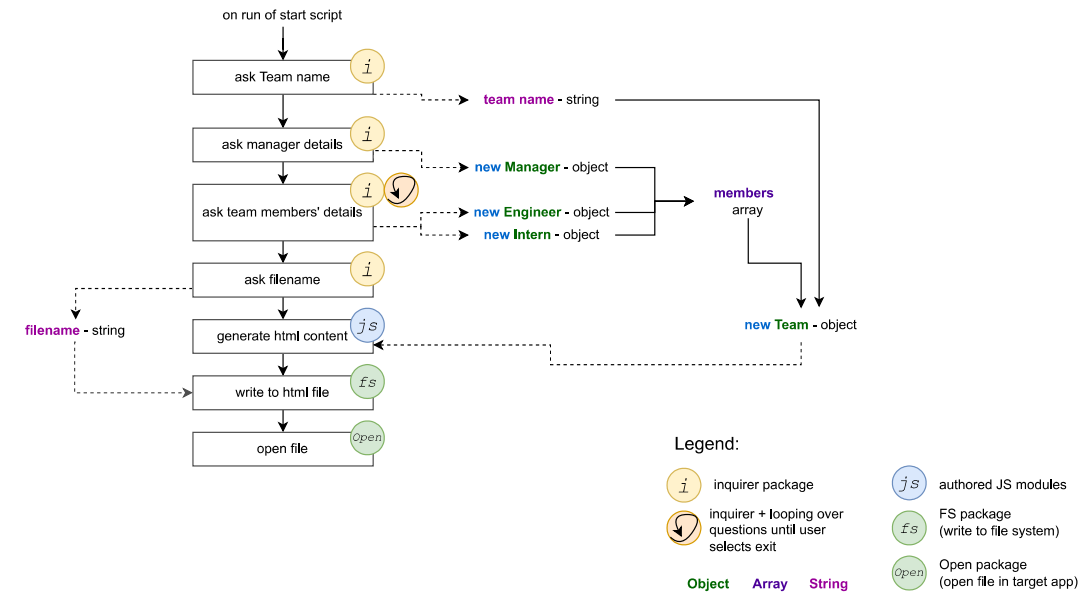 on run of start script
ask Team name
i
team name - string
ask manager details
i
new Manager - object
ask team members' details
i
new Engineer - object
new Intern - object
members
array
ask filename
i
filename - string
generate html content
js
new Team - object
write to html file
fs
open file
Open
Legend:
i
inquirer package
inquirer + looping over
questions until user
selects exit
js
authored JS modules
fs
FS package
(write to file system)
Open
Open package
(open file in target app)
Object Array String